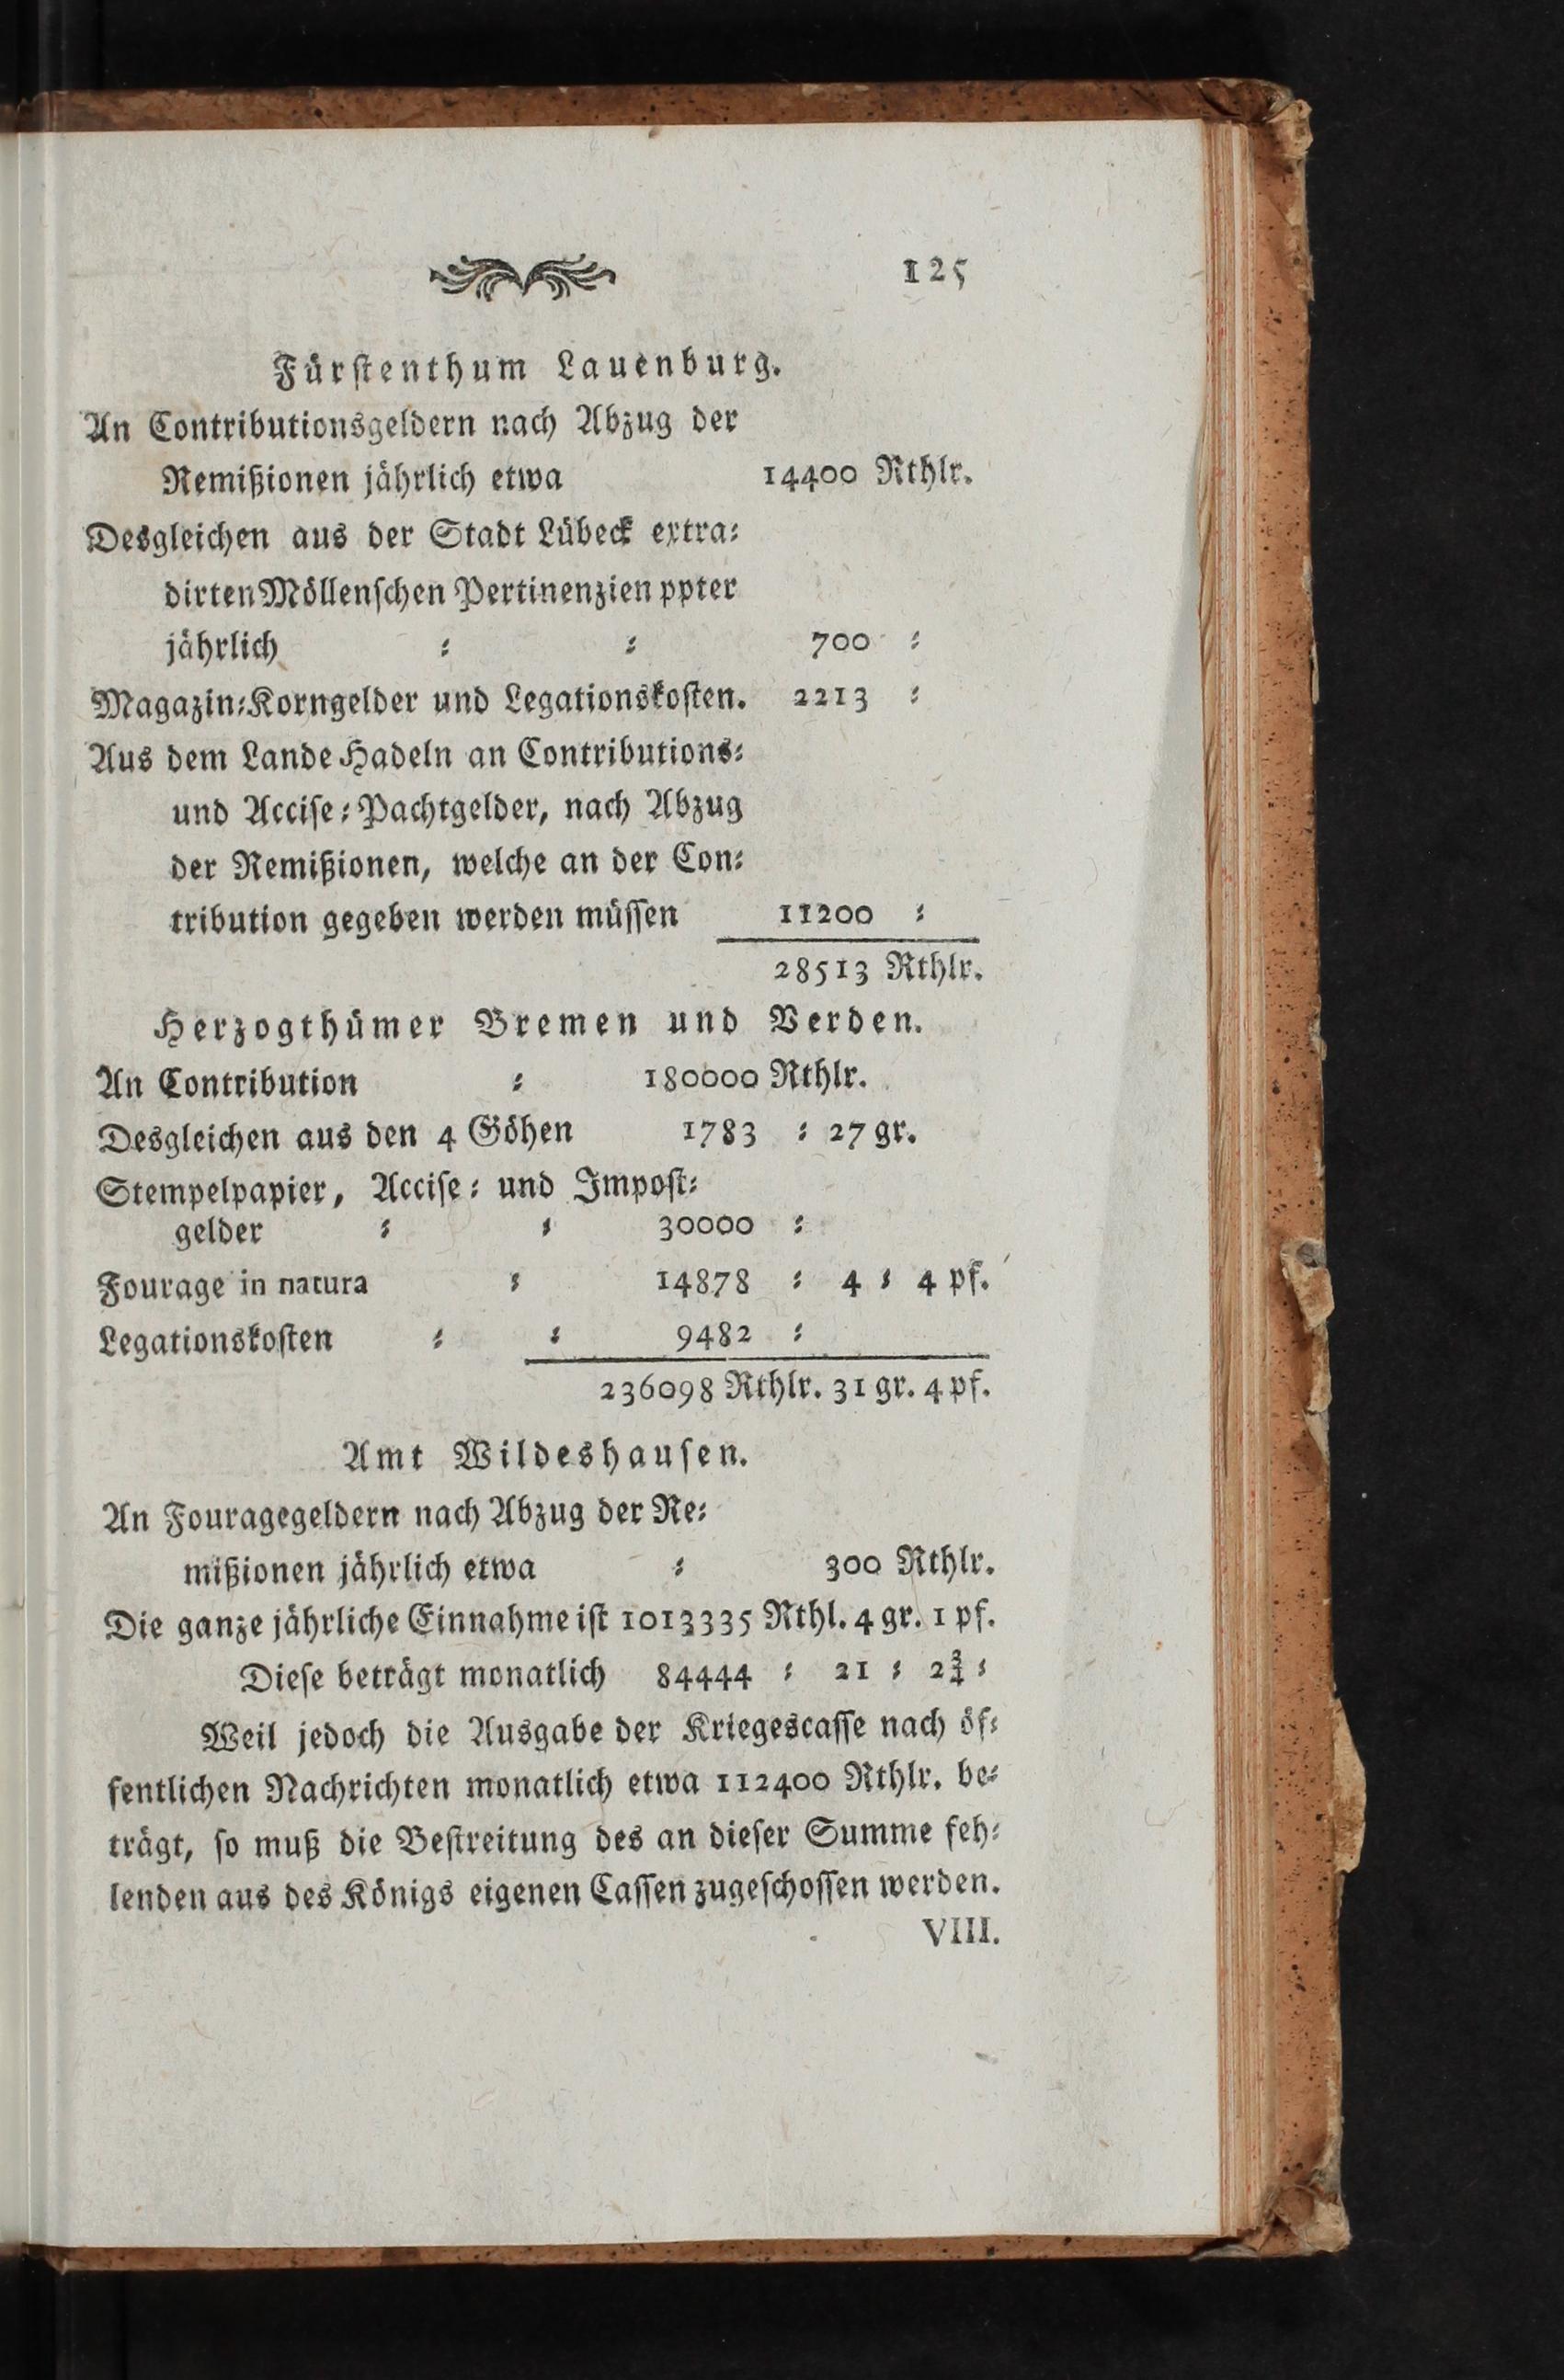 125
Fürſtenthum Lauenburg.
An Contributionsgeldern nach Abzug der
Remißionen jährlich etwa 14400 Rthlr.
Desgleichen aus der Stadt Lübeck extra⸗
dirten Möllenſchen Pertinenzien ppter
jährlich ⸗ ⸗ 700 ⸗
Magazin⸗Korngelder und Legationskoſten. 2213 ⸗
Aus dem Lande Hadeln an Contributions⸗
und Acciſe⸗Pachtgelder, nach Abzug
der Remißionen, welche an der Con⸗
tribution gegeben werden müſſen 11200 ⸗
28513 Rthlr.
Herzogthümer Bremen und Verden.
An Contribution ⸗ 180000 Rthlr.
Desgleichen aus den 4 Göhen 1783 ⸗ 27 gr.
Stempelpapier, Acciſe⸗ und Impoſt⸗
gelder ⸗ ⸗ 30000 ⸗
Fourage in natura ⸗ 14878 ⸗ 4 ⸗ 4 pf.
Legationskoſten ⸗ ⸗ 9482 ⸗
236098 Rthlr. 31 gr. 4 pf.
Amt Wildeshauſen.
An Fouragegeldern nach Abzug der Re⸗
mißionen jährlich etwa ⸗ 300 Rthlr.
Die ganze jährliche Einnahme iſt 1013335 Rthl. 4 gr. 1 pf.
Dieſe beträgt monatlich 84444 ⸗ 21 ⸗ 2¾ ⸗
Weil jedoch die Ausgabe der Kriegescaſſe nach öf⸗
fentlichen Nachrichten monatlich etwa 112400 Rthlr. be⸗
trägt, ſo muß die Beſtreitung des an dieſer Summe feh⸗
lenden aus des Königs eigenen Caſſen zugeſchoſſen werden.
VIII.